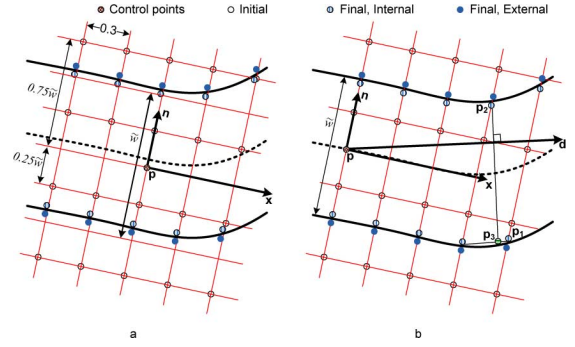 Control points Initial Final, Internal Final, External
0.3
0.75w̃
0.25w̃
w̃
n
p
x
w̃
n
p
x
d
p₂
p₃
p₁
a
b